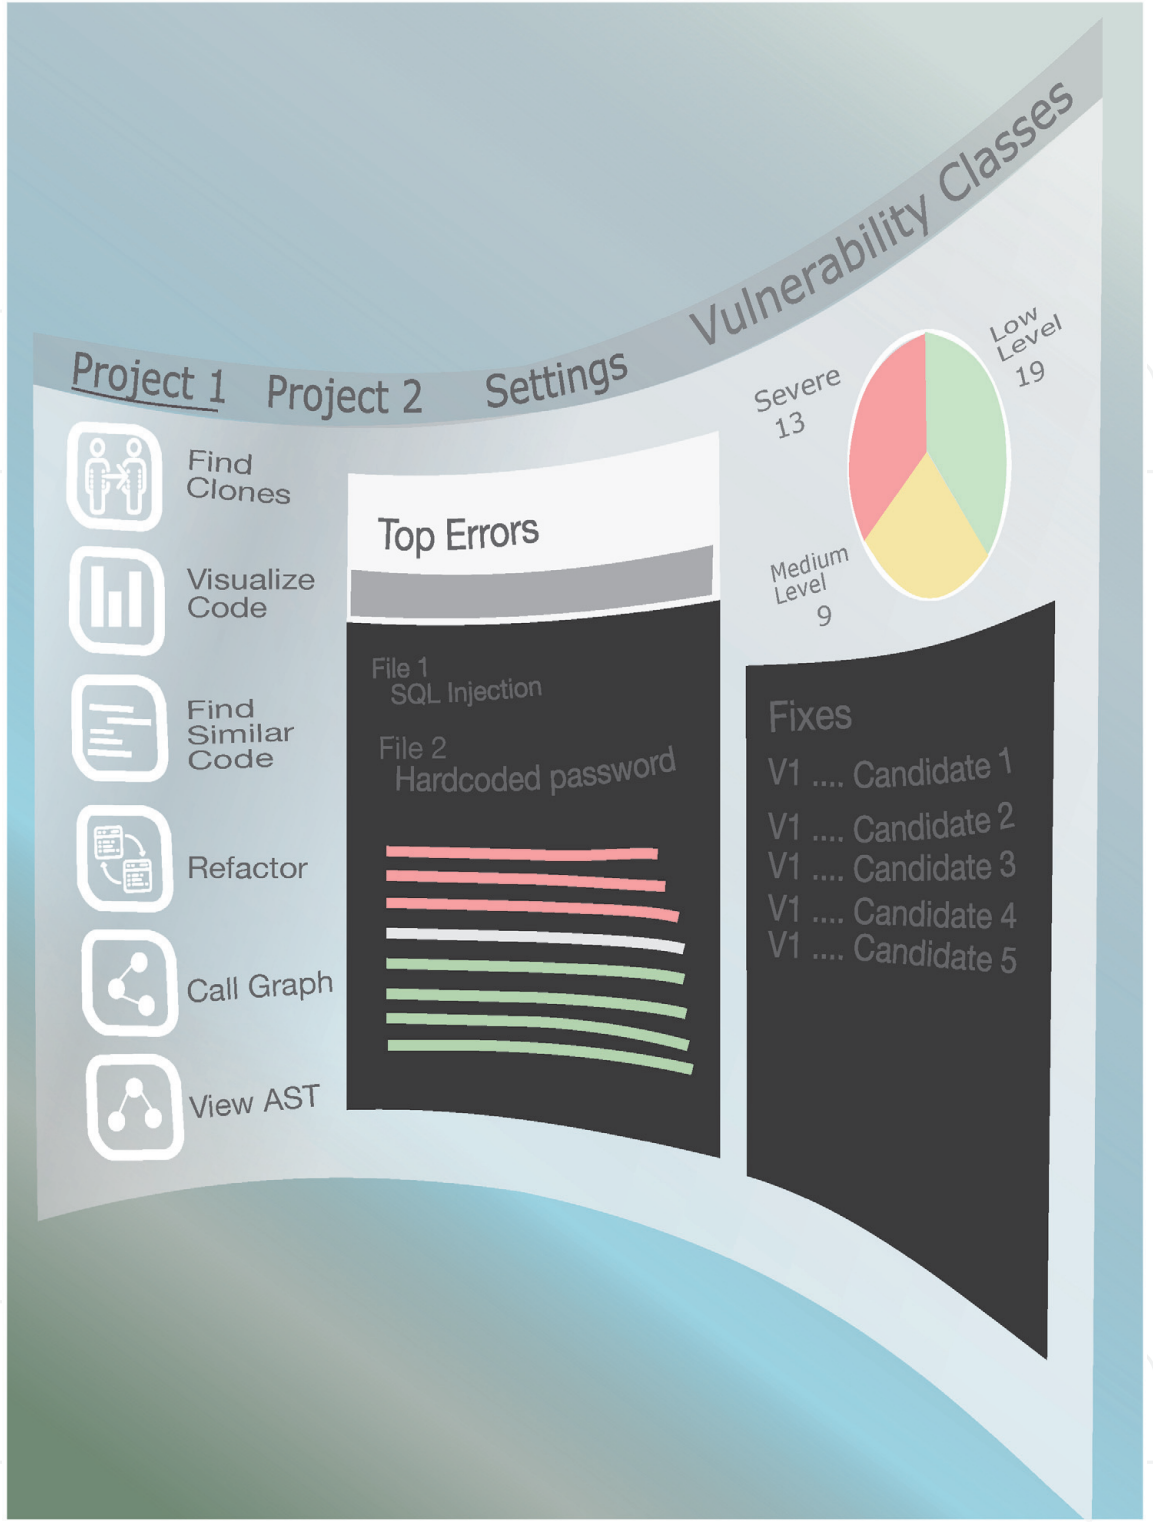 Project 1
Project 2
Settings
Vulnerability Classes
Find
Clones
Visualize
Code
Find
Similar
Code
Refactor
Call Graph
View AST
Top Errors
File 1
SQL Injection
File 2
Hardcoded password
Severe
13
Low
Level
19
Medium
Level
9
Fixes
V1 .... Candidate 1
V1 .... Candidate 2
V1 .... Candidate 3
V1 .... Candidate 4
V1 .... Candidate 5